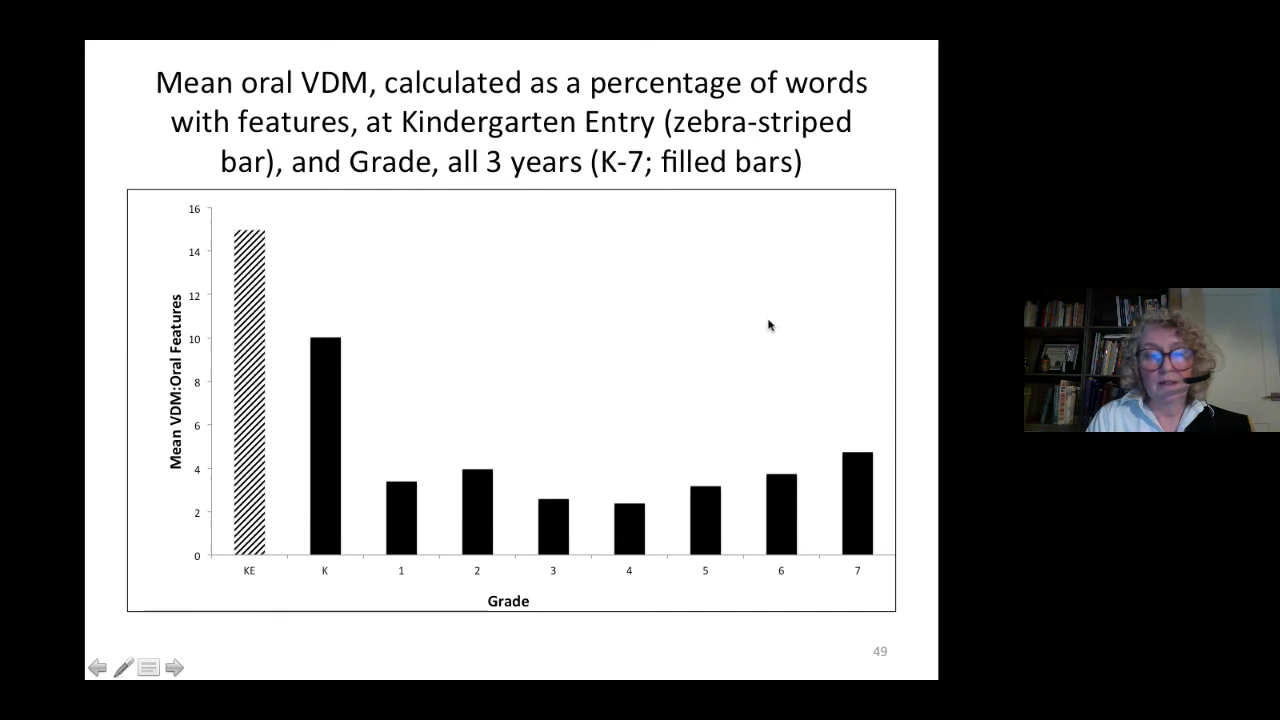 Mean oral VDM, calculated as a percentage of words
with features, at Kindergarten Entry (zebra-striped
bar), and Grade, all 3 years (K-7; filled bars)
Mean VDM:Oral Features
16
14
12
10
8
6
4
2
0
KE K 1 2 3 4 5 6 7
Grade
49